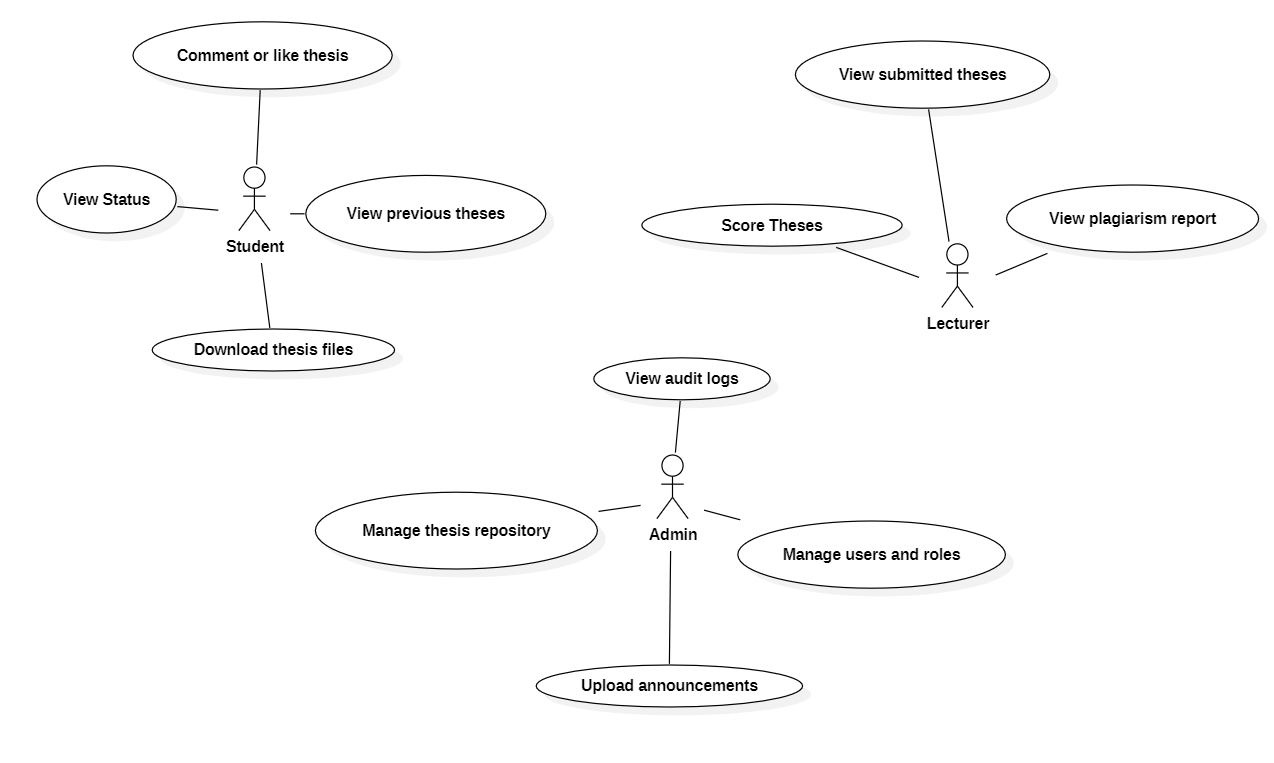 Comment or like thesis
View submitted theses
View Status
View previous theses
Student
Score Theses
View plagiarism report
Lecturer
Download thesis files
View audit logs
Manage thesis repository
Admin
Manage users and roles
Upload announcements